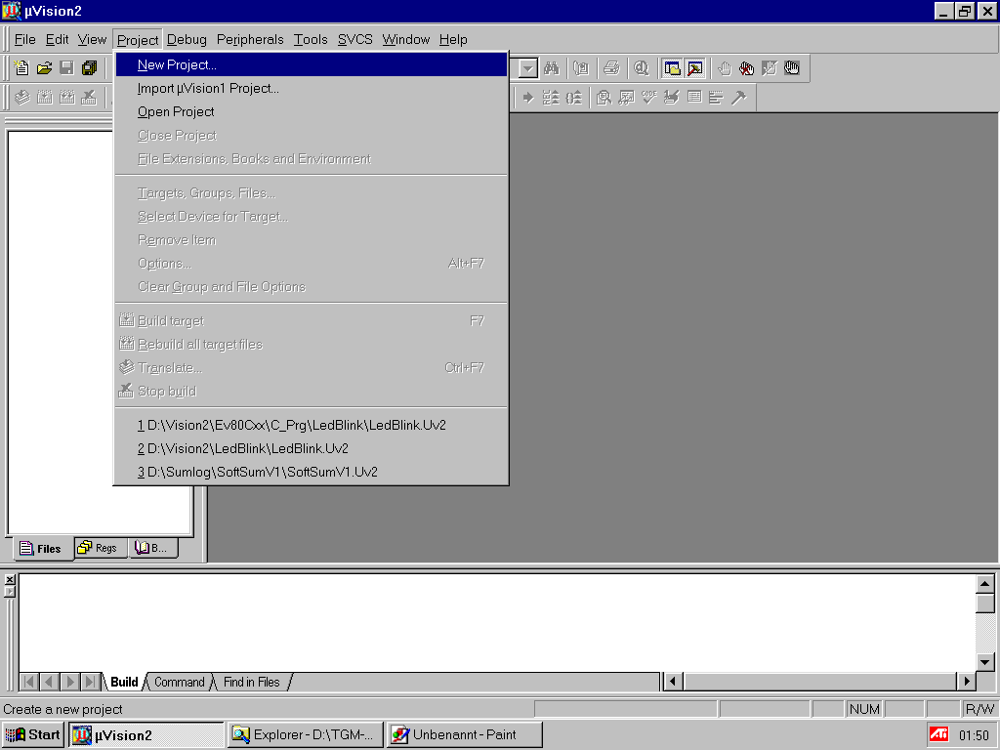 µVision2
File Edit View Project Debug Peripherals Tools SVCS Window Help
New Project...
Import µVision1 Project...
Open Project
Close Project
File Extensions, Books and Environment
Targets, Groups, Files...
Select Device for Target...
Remove Item
Options... Alt+F7
Clear Group and File Options
Build target F7
Rebuild all target files
Translate... Ctrl+F7
Stop build
1 D:\Vision2\Ev80Cxx\C_Prg\LedBlink\LedBlink.Uv2
2 D:\Vision2\LedBlink\LedBlink.Uv2
3 D:\Sumlog\SoftSumV1\SoftSumV1.Uv2
Files Regs B...
Build Command Find in Files
Create a new project NUM R/W
Start µVision2 Explorer - D:\TGM-... Unbenannt - Paint ATi 01:50